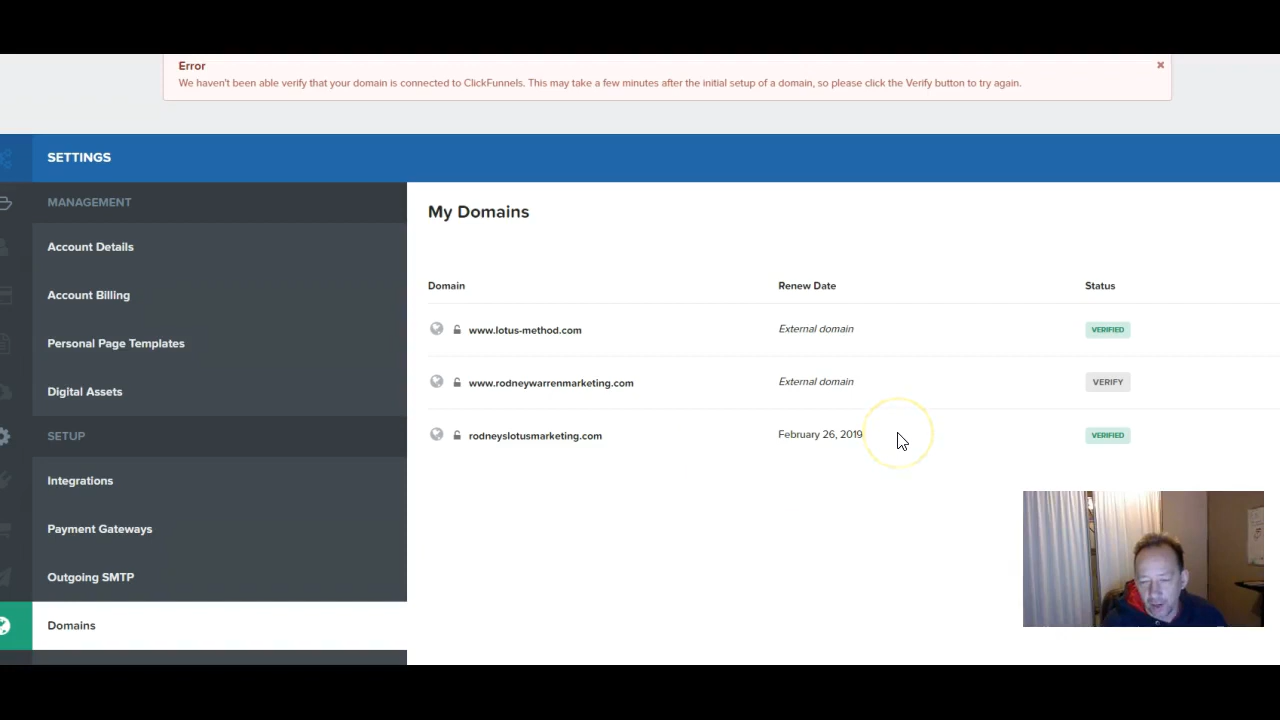 Error
We haven't been able verify that your domain is connected to ClickFunnels. This may take a few minutes after the initial setup of a domain, so please click the Verify button to try again.
SETTINGS
MANAGEMENT
Account Details
Account Billing
Personal Page Templates
Digital Assets
SETUP
Integrations
Payment Gateways
Outgoing SMTP
Domains
My Domains
Domain Renew Date Status
www.lotus-method.com External domain VERIFIED
www.rodneywarrenmarketing.com External domain VERIFY
rodneyslotusmarketing.com February 26, 2019 VERIFIED